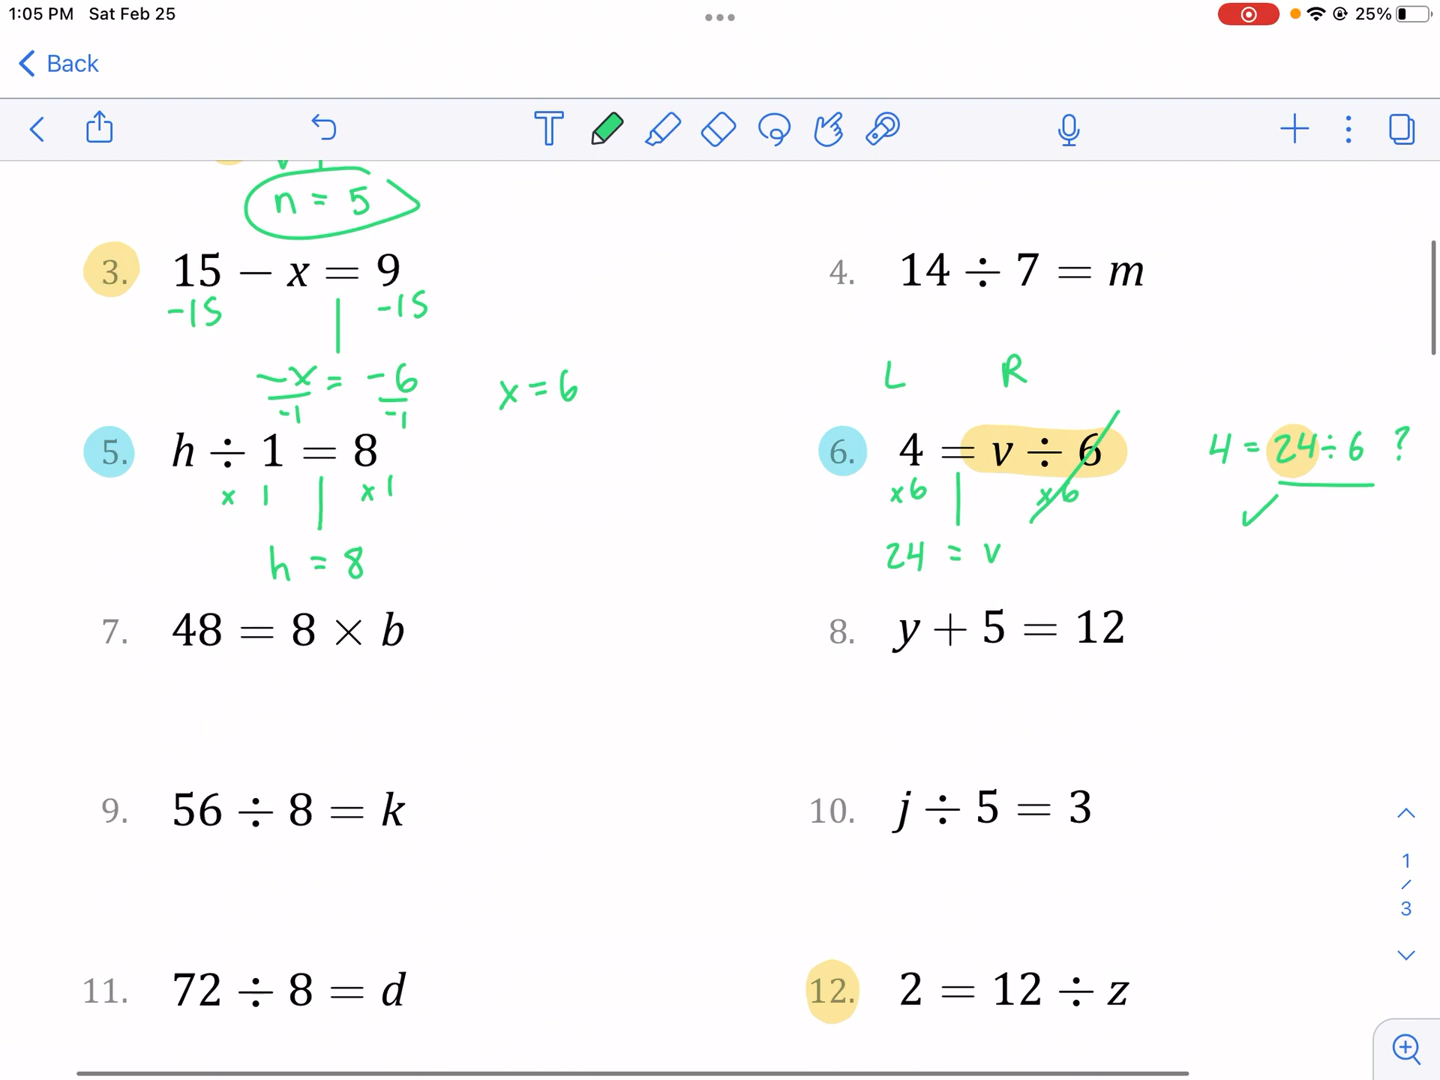 1:05 PM Sat Feb 25
25%
Back
n = 5
3. 15 − x = 9
-15 -15
-x = -6
-1 -1
x = 6
4. 14 ÷ 7 = m
L R
5. h ÷ 1 = 8
x 1 x 1
h = 8
6. 4 = v ÷ 6
x6 x6
24 = v
4 = 24 ÷ 6 ?
7. 48 = 8 × b
8. y + 5 = 12
9. 56 ÷ 8 = k
10. j ÷ 5 = 3
1
/
3
11. 72 ÷ 8 = d
12. 2 = 12 ÷ z